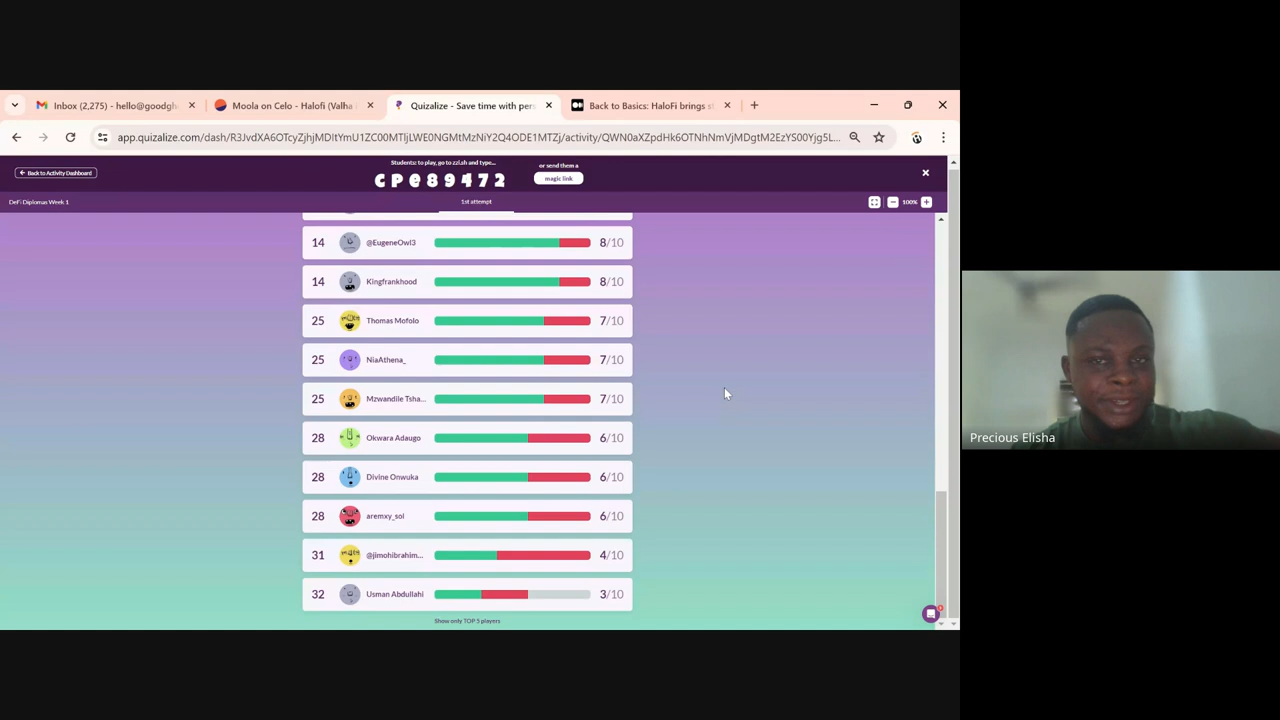 Inbox (2,275) - hello@goodgh
Moola on Celo - Halofi (Valha
Quizalize - Save time with pers
Back to Basics: HaloFi brings s
app.quizalize.com/dash/
Back to Activity Dashboard
Students: to play, go to zzi.sh and type...
cpe89472
or send them a
magic link
DeFi Diplomas Week 1
1st attempt
100%
14 @EugeneOwl3 8/10
14 Kingfrankhood 8/10
25 Thomas Mofolo 7/10
25 NiaAthena_ 7/10
25 Mzwandile Tsha... 7/10
28 Okwara Adaugo 6/10
28 Divine Onwuka 6/10
28 aremxy_sol 6/10
31 @jimohibrahim... 4/10
32 Usman Abdullahi 3/10
Show only TOP 5 players
Precious Elisha